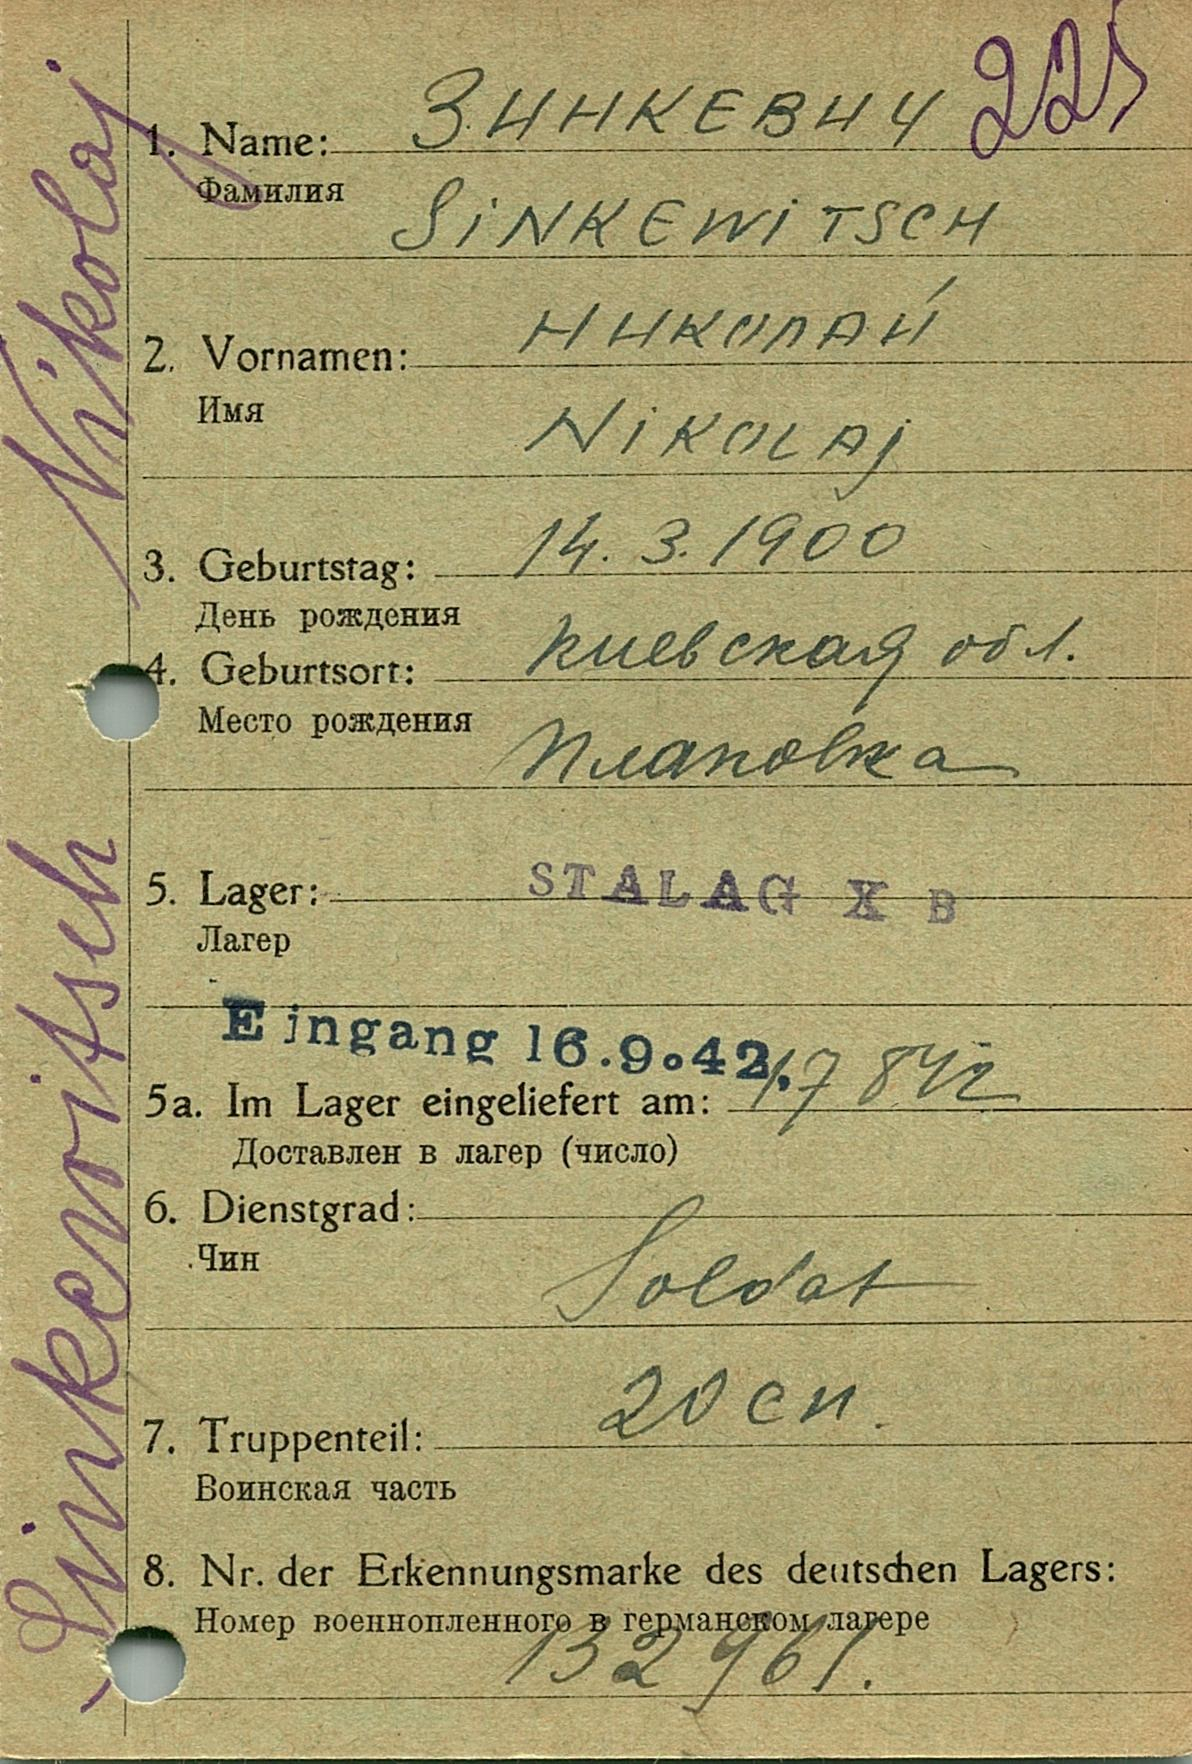 225
1. Name: ЗИНКЕВИЧ
Фамилия
SINKEWITSCH
2. Vornamen: НИКОЛАЙ
Имя
NIKOLAJ
3. Geburtstag: 14. 3. 1900
День рождения
4. Geburtsort: Киевская обл.
Место рождения
5. Lager: STALAG X B
Лагер
Eingang 16.9.42.
5a. Im Lager eingeliefert am: 17 8 42
Доставлен в лагер (число)
6. Dienstgrad:
Чин
Soldat
20 сп.
7. Truppenteil:
Воинская часть
8. Nr. der Erkennungsmarke des deutschen Lagers:
Номер военнопленного в германском лагере
132961.
Sinkewitsch Nikolaj